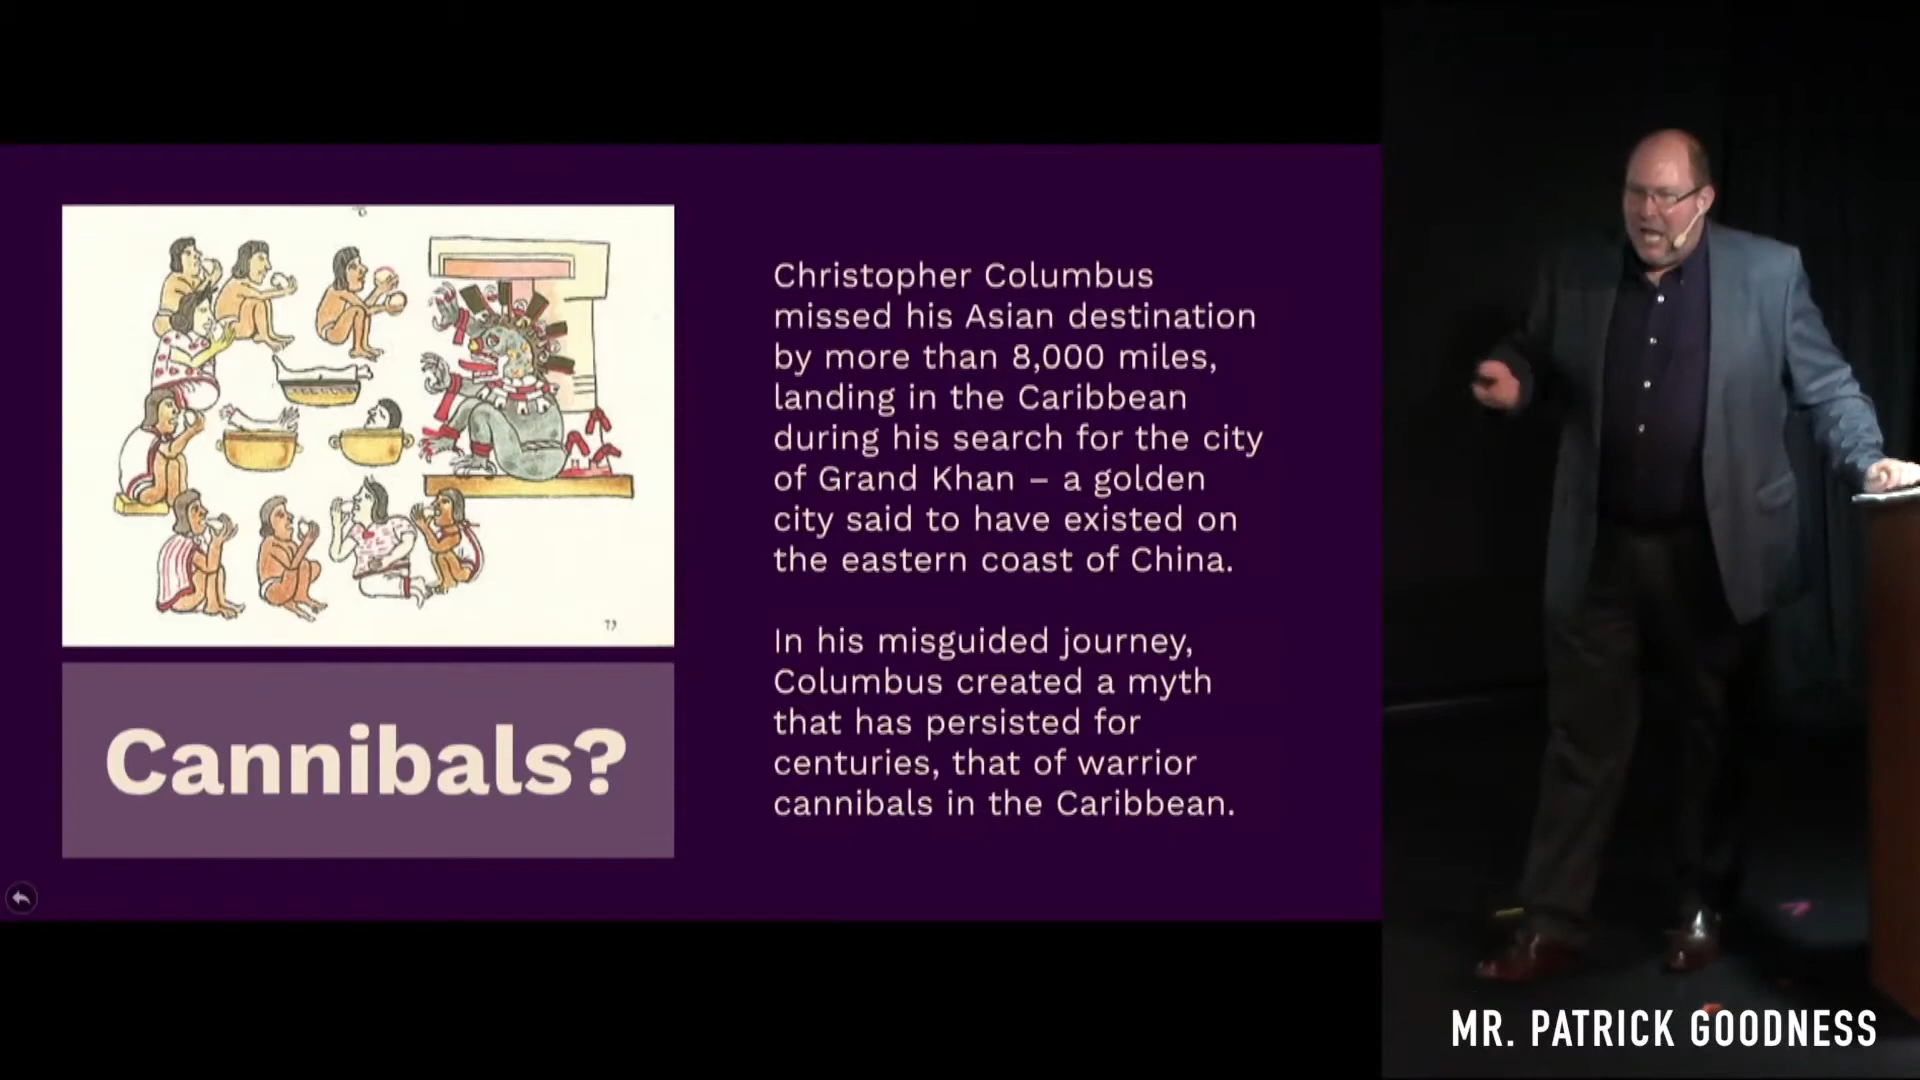 73
Cannibals?
Christopher Columbus
missed his Asian destination
by more than 8,000 miles,
landing in the Caribbean
during his search for the city
of Grand Khan – a golden
city said to have existed on
the eastern coast of China.
In his misguided journey,
Columbus created a myth
that has persisted for
centuries, that of warrior
cannibals in the Caribbean.
MR. PATRICK GOODNESS